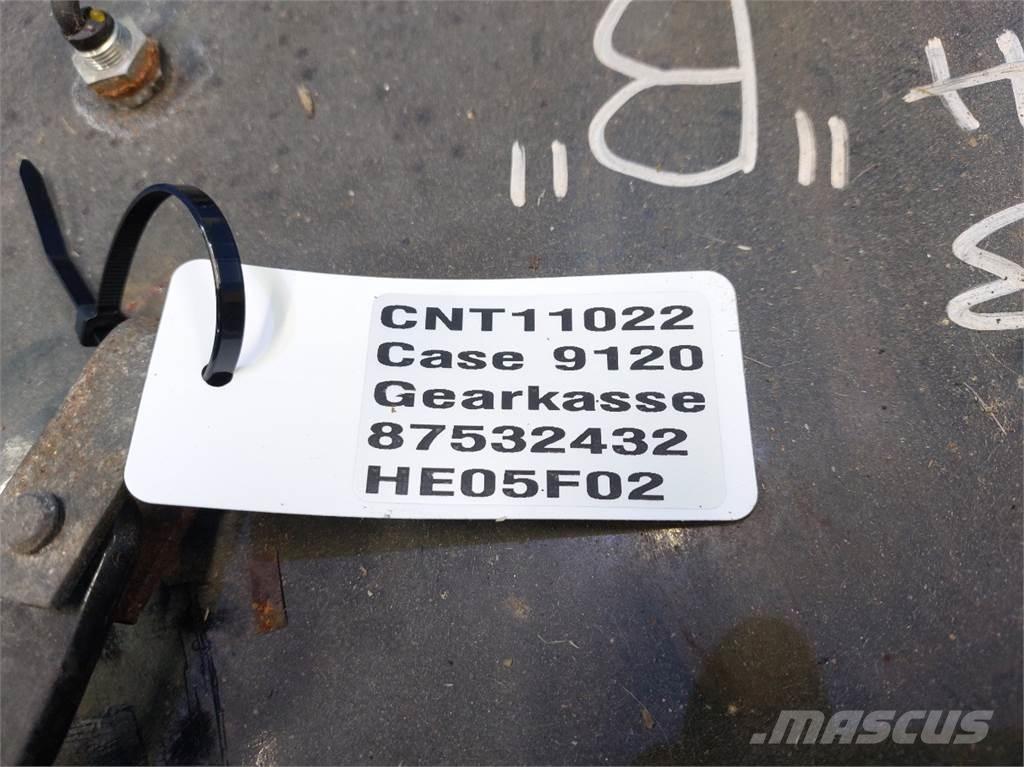 "B"
CNT11022
Case 9120
Gearkasse
87532432
HE05F02
.MASCUS